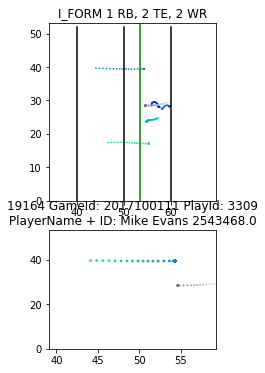 I_FORM 1 RB, 2 TE, 2 WR
50
40
30
20
10
0
40 50 60
19164 GameId: 2017100111 PlayId: 3309
PlayerName + ID: Mike Evans 2543468.0
40
20
0
40 45 50 55